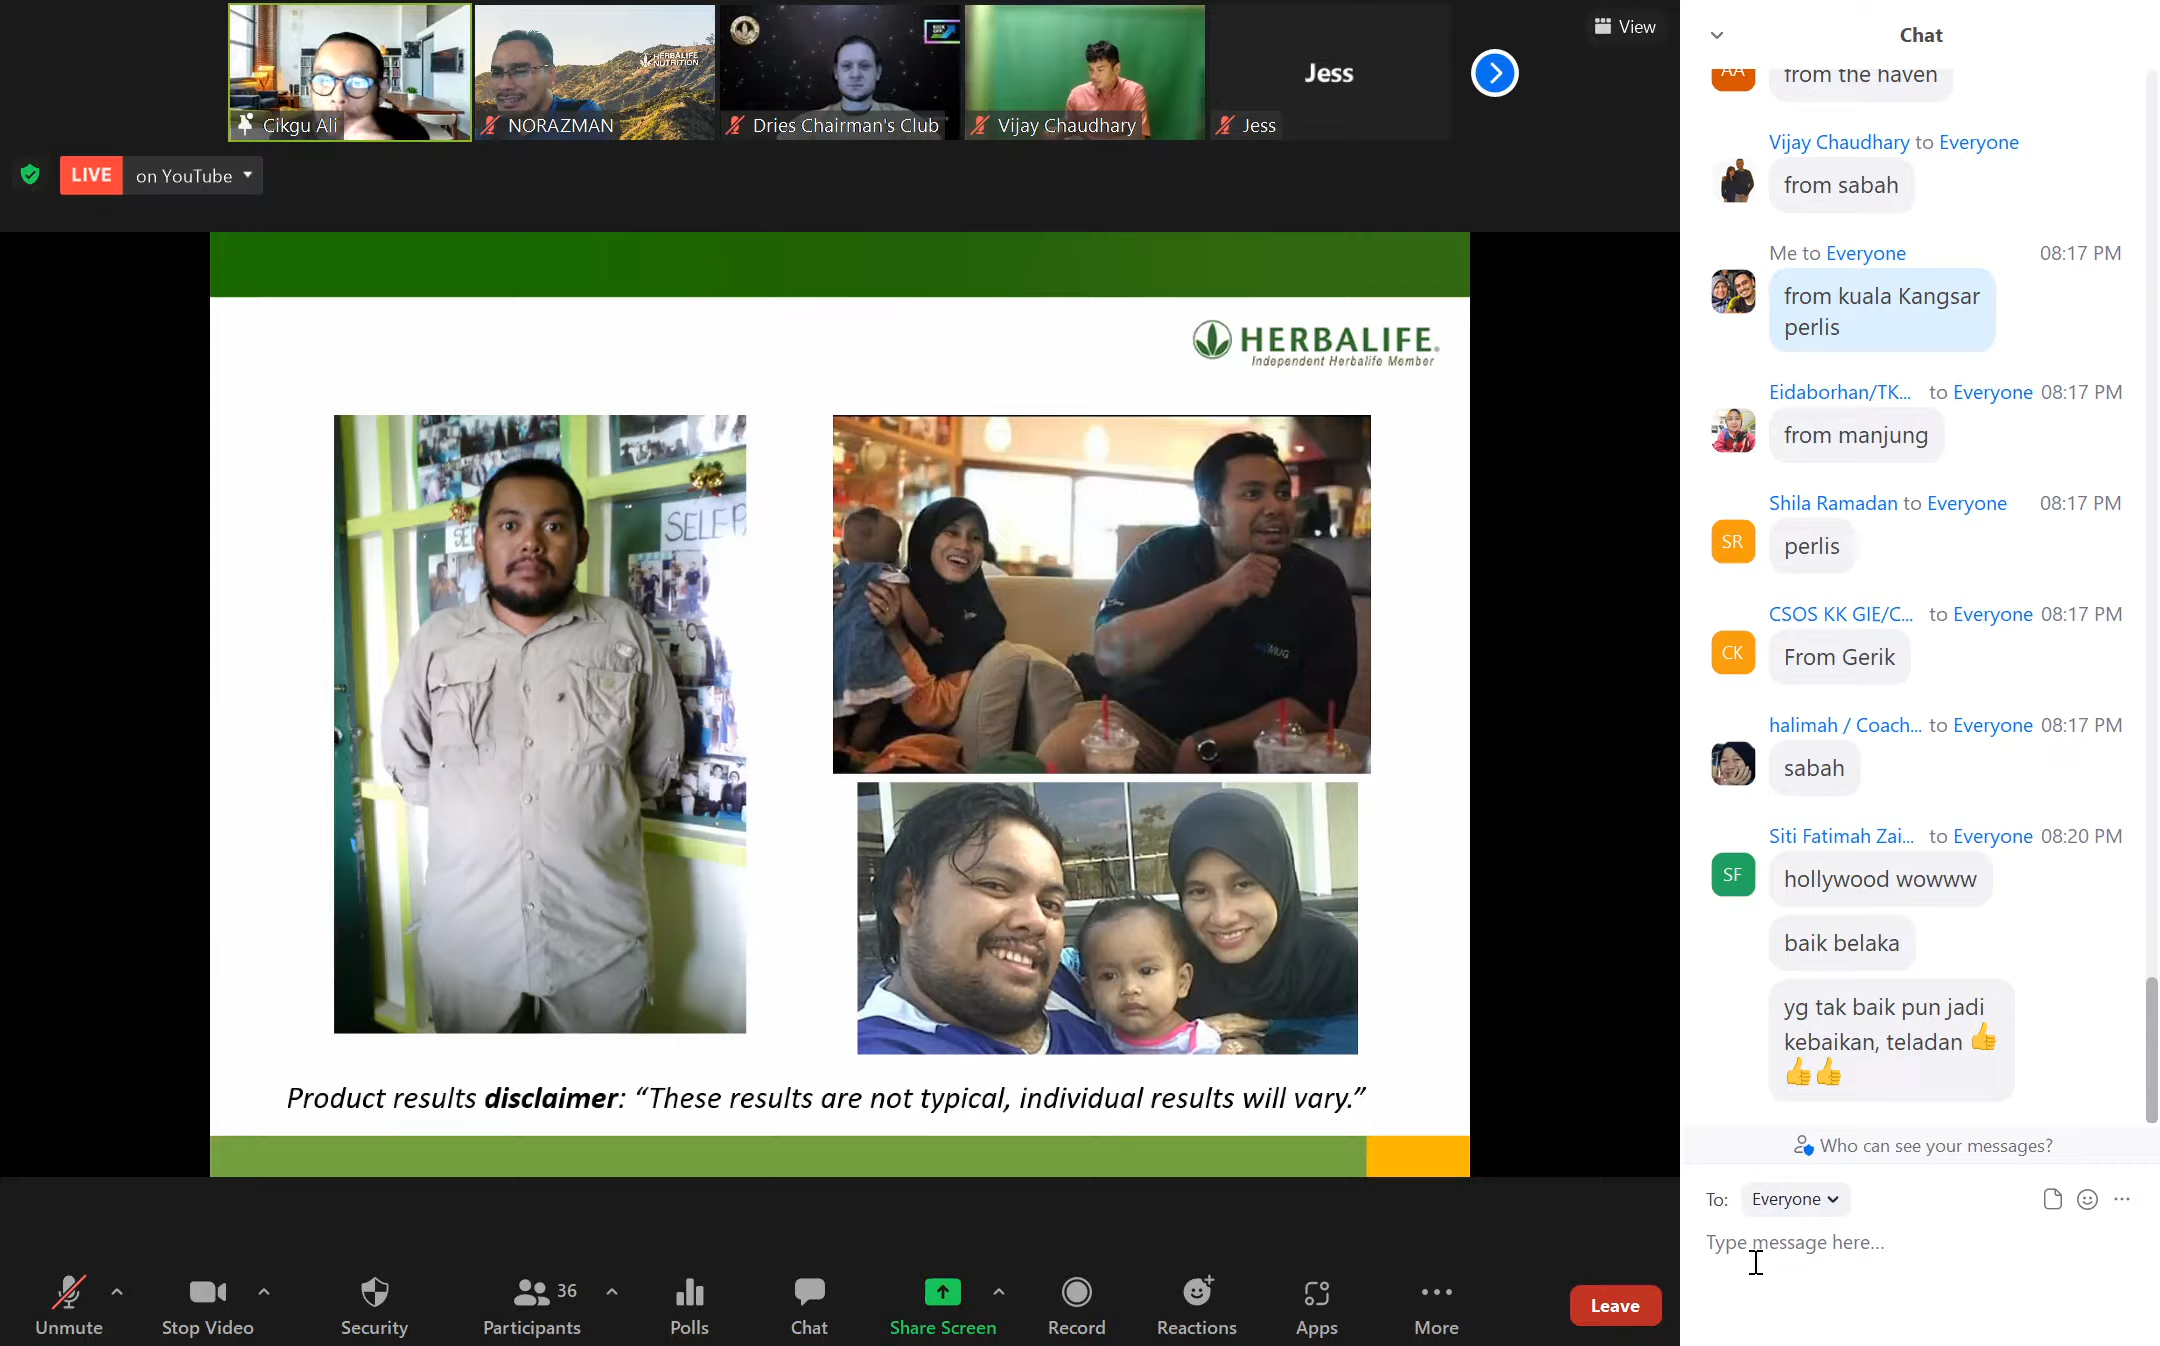 View
HERBALIFE
NUTRITION
Cikgu Ali
NORAZMAN
Dries Chairman's Club
Vijay Chaudhary
Jess
Jess
LIVE on YouTube
HERBALIFE
Independent Herbalife Member
SELEB
SE
MUG
Product results disclaimer: “These results are not typical, individual results will vary.”
Unmute
Stop Video
Security
36
Participants
Polls
Chat
Share Screen
Record
Reactions
Apps
More
Leave
Chat
AA
from the haven
Vijay Chaudhary to Everyone
from sabah
Me to Everyone 08:17 PM
from kuala Kangsar
perlis
Eidaborhan/TK... to Everyone 08:17 PM
from manjung
Shila Ramadan to Everyone 08:17 PM
SR
perlis
CSOS KK GIE/C... to Everyone 08:17 PM
CK
From Gerik
halimah / Coach... to Everyone 08:17 PM
sabah
Siti Fatimah Zai... to Everyone 08:20 PM
SF
hollywood wowww
baik belaka
yg tak baik pun jadi
kebaikan, teladan 👍
👍👍
Who can see your messages?
To: Everyone
Type message here...